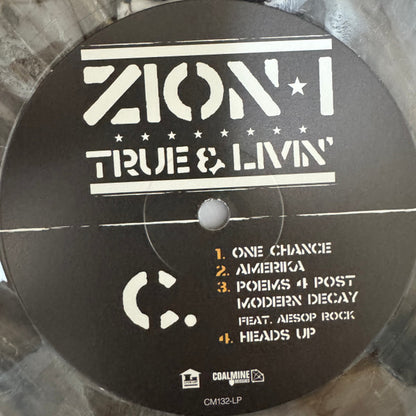 ZION★I
TRUE & LIVIN'
C.
1. ONE CHANCE
2. AMERIKA
3. POEMS 4 POST
MODERN DECAY
FEAT. AESOP ROCK
4. HEADS UP
COALMINE
RECORDS
CM132-LP